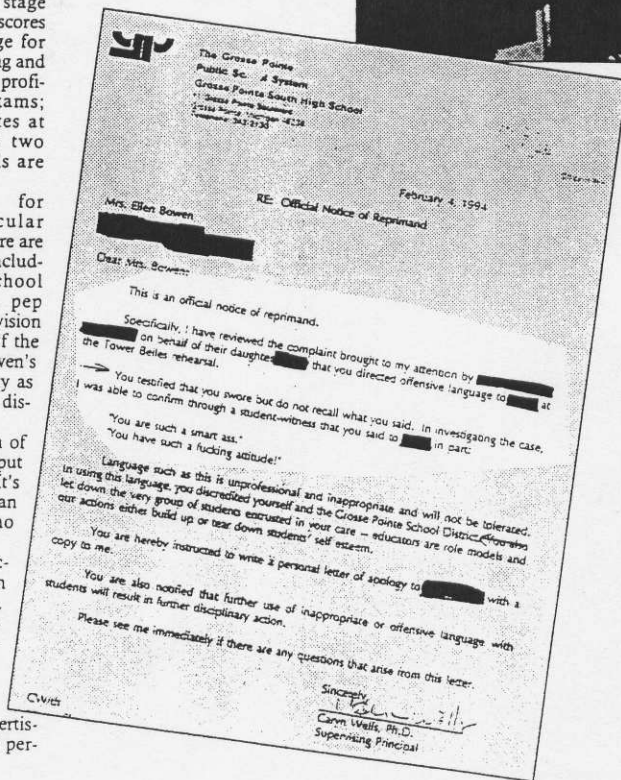 stage
scores
ge for
ng and
profi-
ams;
tes at
two
ls are
for
cular
re are
includ-
chool
pep
vision
f the
ven's
y as
dis-
n of
put
t's
an
no
c-
n
ertis-
per-
The Grosse Pointe
Public Sc l System
Grosse Pointe South High School
February 4, 1994
RE: Official Notice of Reprimand
Mrs. Ellen Bowen
Dear Mrs. Bowen:
This is an official notice of reprimand.
Specifically, I have reviewed the complaint brought to my attention by
on behalf of their daughter that you directed offensive language to at
the Tower Belles rehearsal.
You testified that you swore but do not recall what you said. In investigating the case,
I was able to confirm through a student-witness that you said to in part:
"You are such a smart ass."
"You have such a fucking attitude!"
Language such as this is unprofessional and inappropriate and will not be tolerated.
In using this language, you discredited yourself and the Grosse Pointe School District. You also
let down the very group of students entrusted in your care – educators are role models and
our actions either build up or tear down students' self esteem.
You are hereby instructed to write a personal letter of apology to with a
copy to me.
You are also notified that further use of inappropriate or offensive language with
students will result in further disciplinary action.
Please see me immediately if there are any questions that arise from this letter.
Sincerely,
Caryn Wells, Ph.D.
Supervising Principal